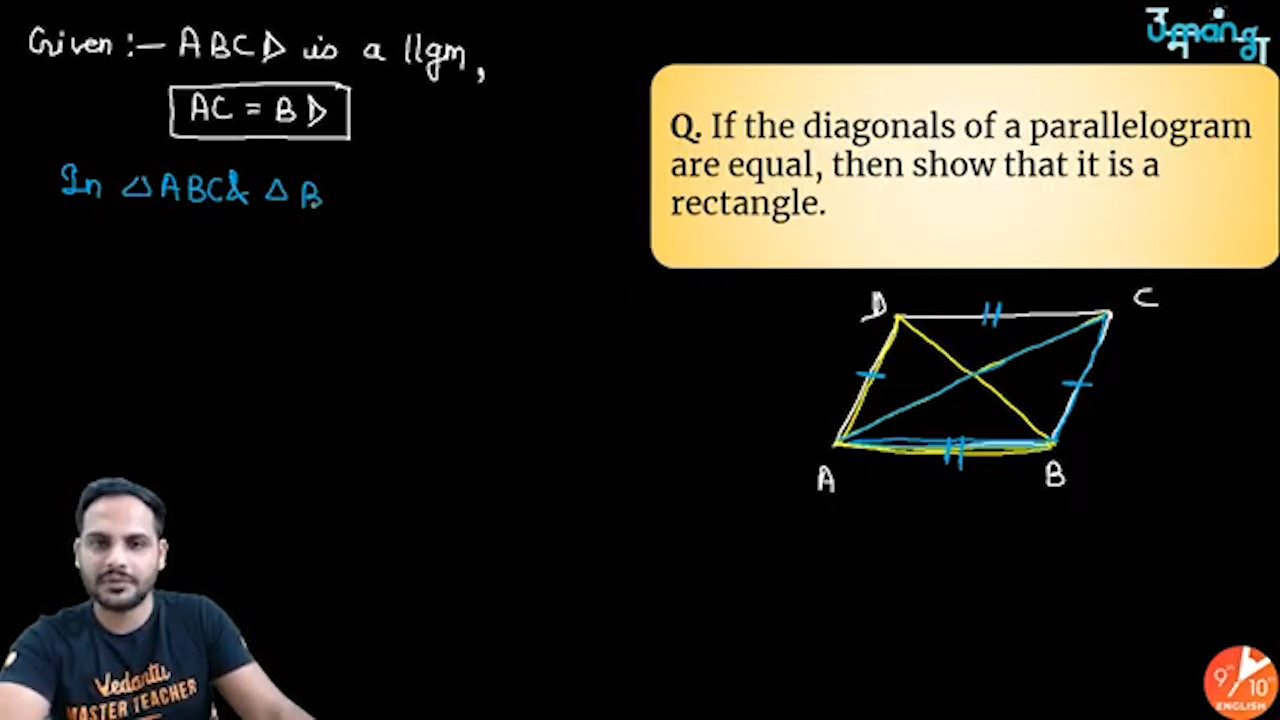 Given :- ABCD is a llgm,
AC = BD
In △ABC & △ B
उमंग
Q. If the diagonals of a parallelogram
are equal, then show that it is a
rectangle.
D
C
A
B
Vedantu
MASTER TEACHER
9th 10th
ENGLISH